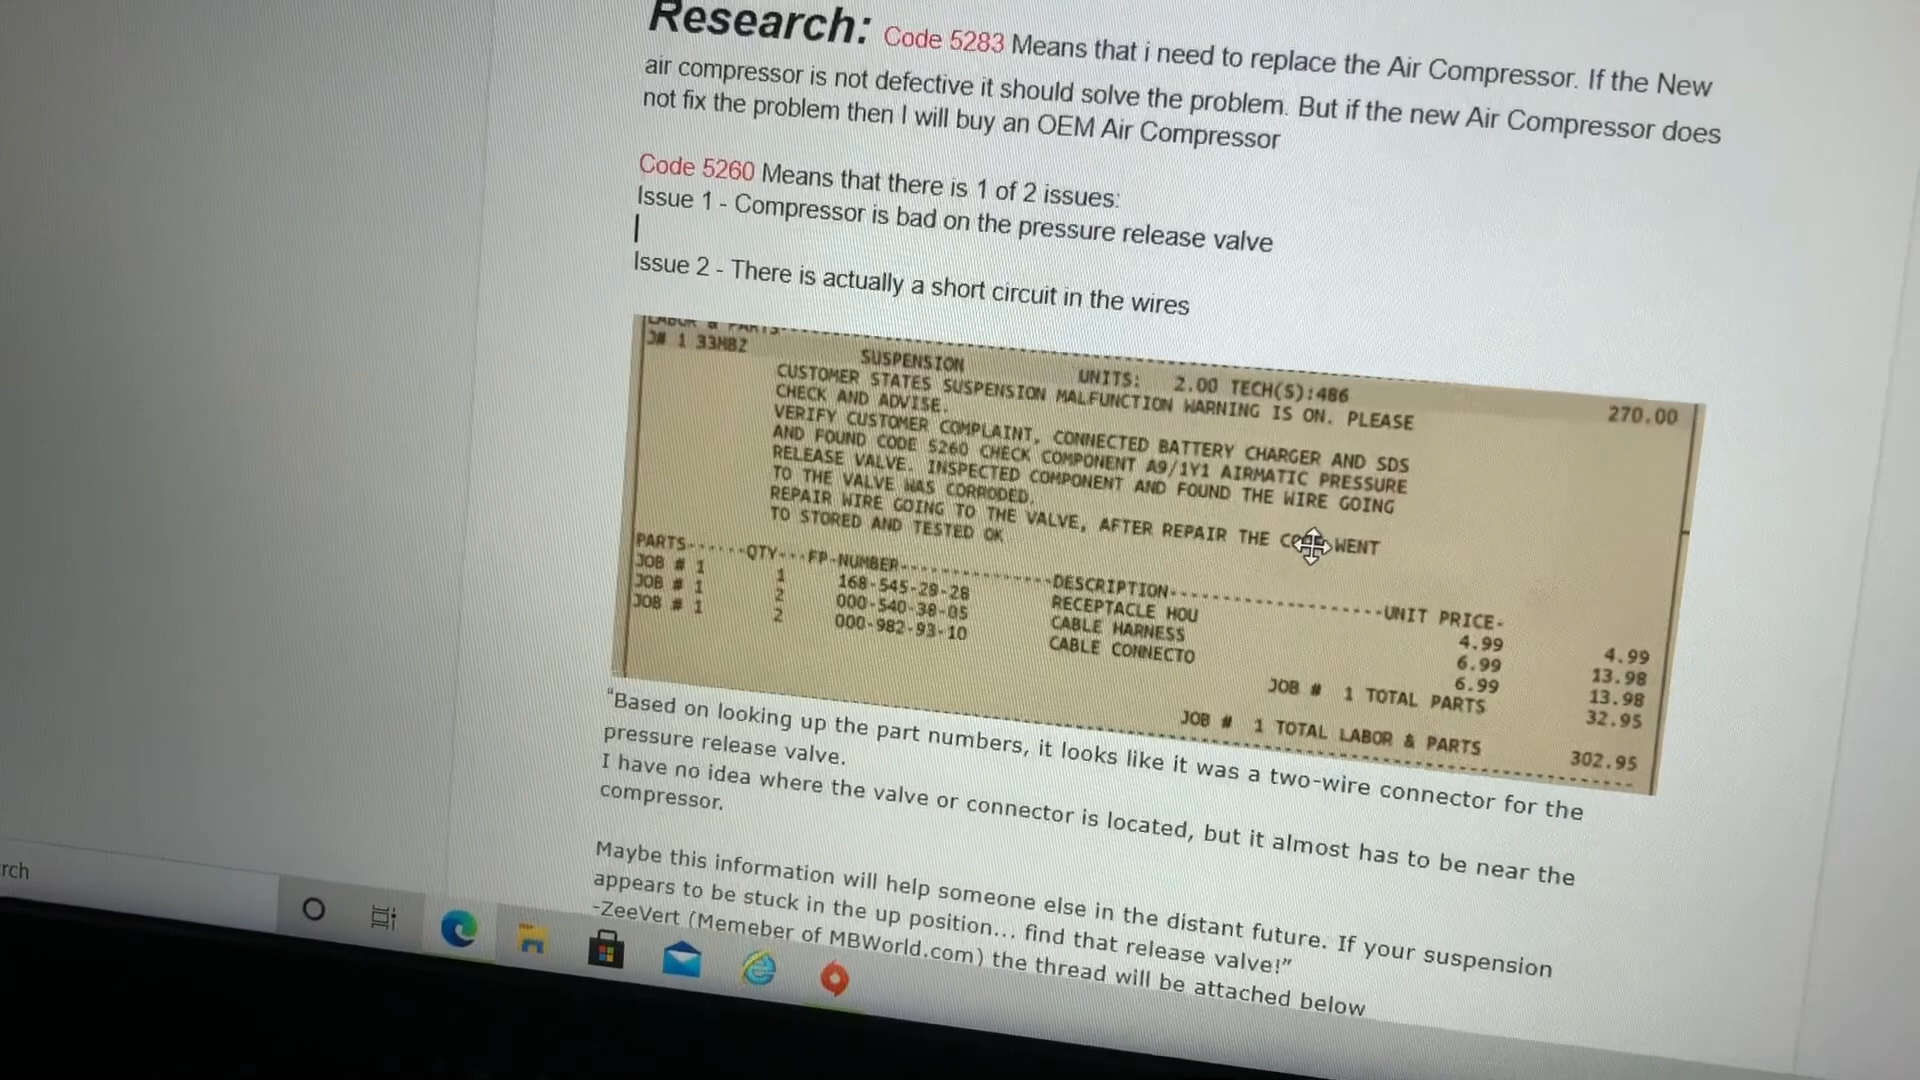 Research: Code 5283 Means that i need to replace the Air Compressor. If the New
air compressor is not defective it should solve the problem. But if the new Air Compressor does
not fix the problem then I will buy an OEM Air Compressor
Code 5260 Means that there is 1 of 2 issues:
Issue 1 - Compressor is bad on the pressure release valve
Issue 2 - There is actually a short circuit in the wires
LABOR & PARTS
J# 1 33MBZ SUSPENSION UNITS: 2.00 TECH(S):486 270.00
CUSTOMER STATES SUSPENSION MALFUNCTION WARNING IS ON. PLEASE
CHECK AND ADVISE.
VERIFY CUSTOMER COMPLAINT, CONNECTED BATTERY CHARGER AND SDS
AND FOUND CODE 5260 CHECK COMPONENT A9/1Y1 AIRMATIC PRESSURE
RELEASE VALVE. INSPECTED COMPONENT AND FOUND THE WIRE GOING
TO THE VALVE WAS CORRODED.
REPAIR WIRE GOING TO THE VALVE, AFTER REPAIR THE CODE WENT
TO STORED AND TESTED OK
PARTS------QTY---FP-NUMBER---------------DESCRIPTION--------------------UNIT PRICE-
JOB # 1 1 168-545-29-28 RECEPTACLE HOU 4.99 4.99
JOB # 1 2 000-540-38-05 CABLE HARNESS 6.99 13.98
JOB # 1 2 000-982-93-10 CABLE CONNECTO 6.99 13.98
JOB # 1 TOTAL PARTS 32.95
JOB # 1 TOTAL LABOR & PARTS 302.95
“Based on looking up the part numbers, it looks like it was a two-wire connector for the
pressure release valve.
I have no idea where the valve or connector is located, but it almost has to be near the
compressor.
Maybe this information will help someone else in the distant future. If your suspension
appears to be stuck in the up position... find that release valve!”
-ZeeVert (Memeber of MBWorld.com) the thread will be attached below
rch